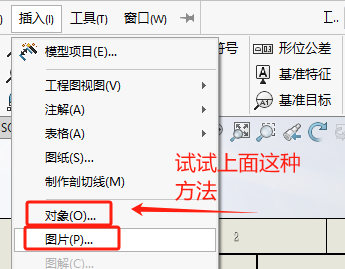 插入(I) 工具(T) 窗口(W)
模型项目(E)...
符号
形位公差
工程图视图(V)
基准特征
注解(A)
基准目标
表格(A)
图纸(S)...
制作剖切线(M)
试试上面这种
方法
对象(O)...
图片(P)...
2
图解(C)...